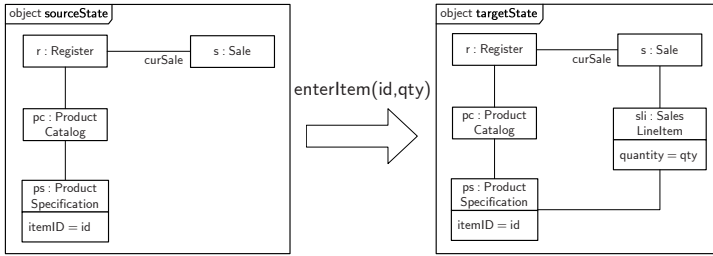 object sourceState
r : Register
s : Sale
curSale
pc : Product
Catalog
ps : Product
Specification
itemID = id
enterItem(id,qty)
object targetState
r : Register
s : Sale
curSale
pc : Product
Catalog
sli : Sales
LineItem
quantity = qty
ps : Product
Specification
itemID = id